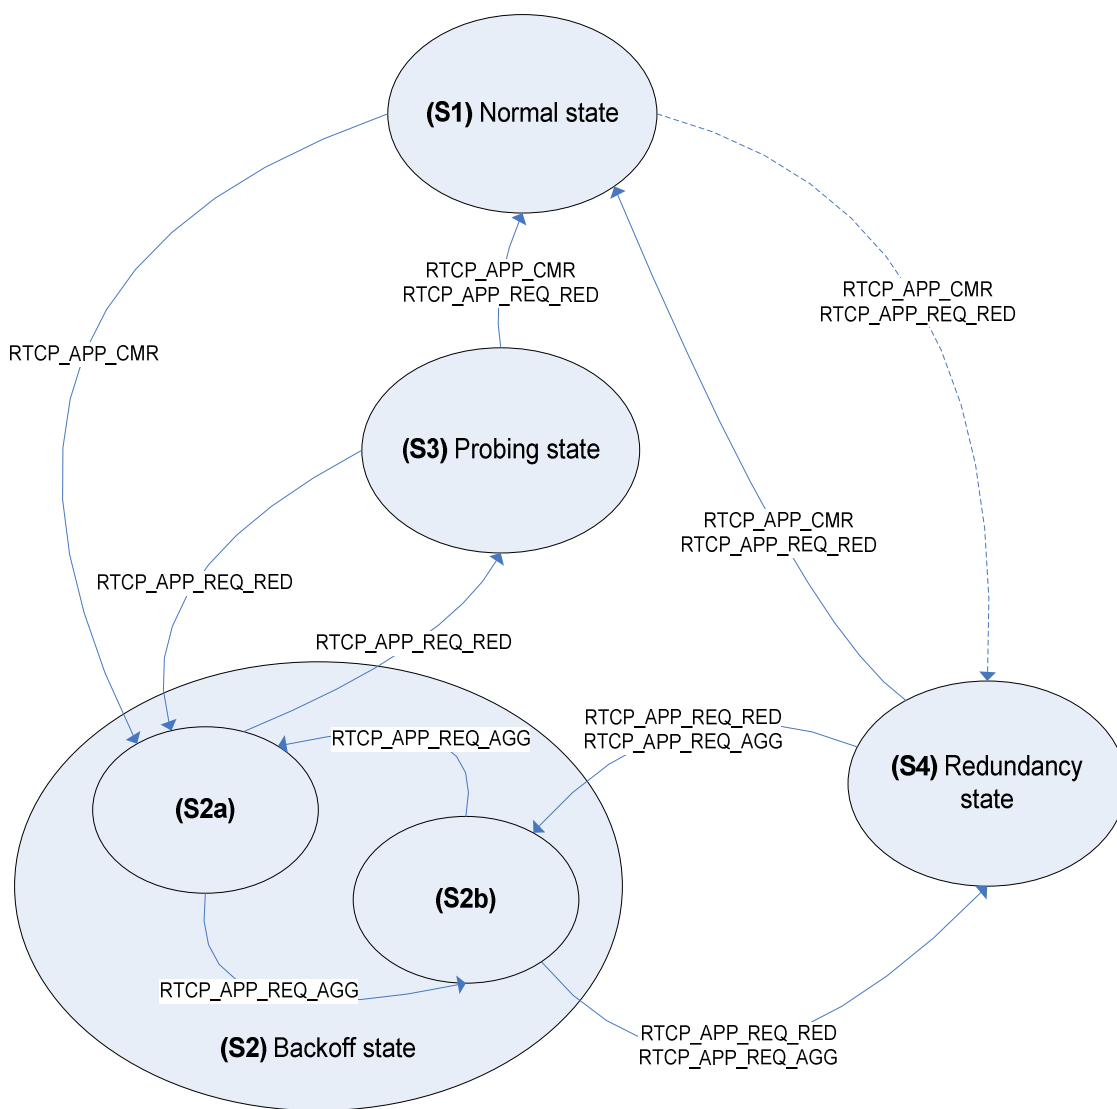 (S1) Normal state
RTCP_APP_CMR
RTCP_APP_REQ_RED
RTCP_APP_CMR
RTCP_APP_REQ_RED
RTCP_APP_CMR
(S3) Probing state
RTCP_APP_CMR
RTCP_APP_REQ_RED
RTCP_APP_REQ_RED
RTCP_APP_REQ_RED
RTCP_APP_REQ_RED
RTCP_APP_REQ_AGG
RTCP_APP_REQ_AGG
(S4) Redundancy
state
(S2a)
(S2b)
RTCP_APP_REQ_AGG
(S2) Backoff state
RTCP_APP_REQ_RED
RTCP_APP_REQ_AGG